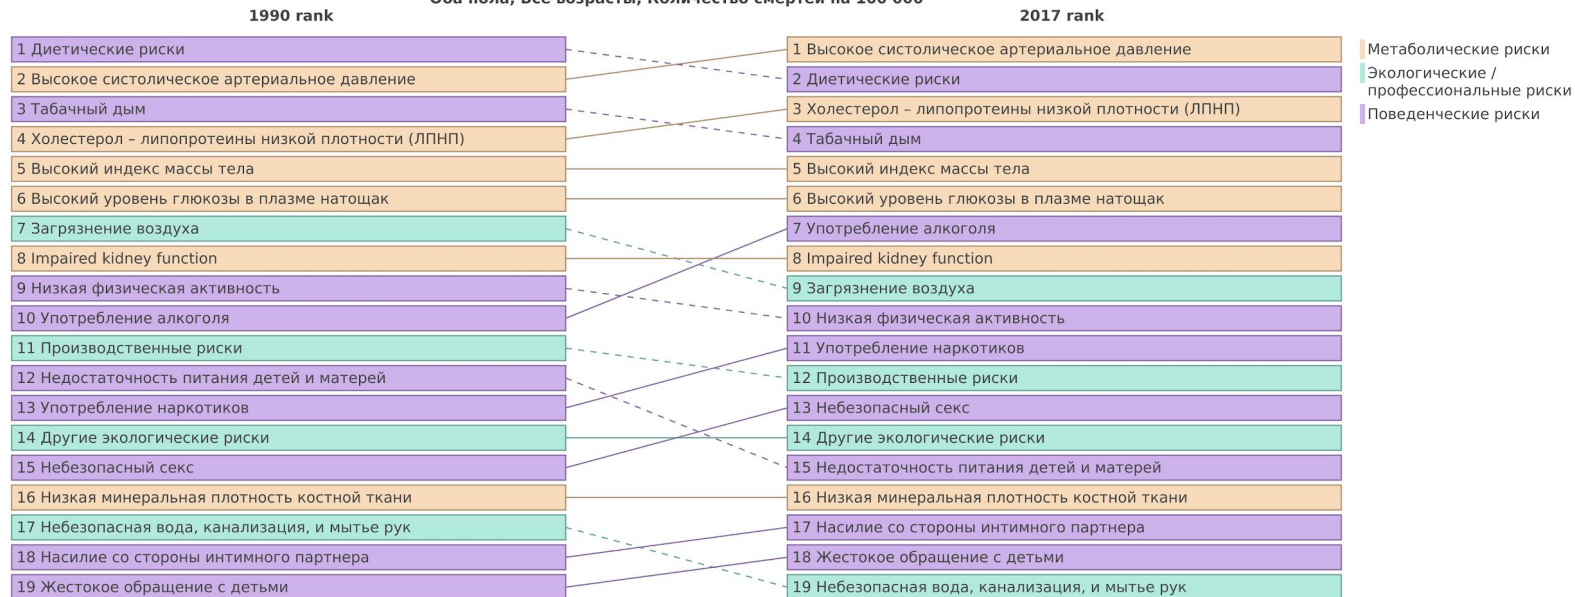 Оба пола, Все возрасты, Количество смертей на 100 000
1990 rank
2017 rank
1 Диетические риски
2 Высокое систолическое артериальное давление
3 Табачный дым
4 Холестерол – липопротеины низкой плотности (ЛПНП)
5 Высокий индекс массы тела
6 Высокий уровень глюкозы в плазме натощак
7 Загрязнение воздуха
8 Impaired kidney function
9 Низкая физическая активность
10 Употребление алкоголя
11 Производственные риски
12 Недостаточность питания детей и матерей
13 Употребление наркотиков
14 Другие экологические риски
15 Небезопасный секс
16 Низкая минеральная плотность костной ткани
17 Небезопасная вода, канализация, и мытье рук
18 Насилие со стороны интимного партнера
19 Жестокое обращение с детьми
1 Высокое систолическое артериальное давление
2 Диетические риски
3 Холестерол – липопротеины низкой плотности (ЛПНП)
4 Табачный дым
5 Высокий индекс массы тела
6 Высокий уровень глюкозы в плазме натощак
7 Употребление алкоголя
8 Impaired kidney function
9 Загрязнение воздуха
10 Низкая физическая активность
11 Употребление наркотиков
12 Производственные риски
13 Небезопасный секс
14 Другие экологические риски
15 Недостаточность питания детей и матерей
16 Низкая минеральная плотность костной ткани
17 Насилие со стороны интимного партнера
18 Жестокое обращение с детьми
19 Небезопасная вода, канализация, и мытье рук
Метаболические риски
Экологические /
профессиональные риски
Поведенческие риски